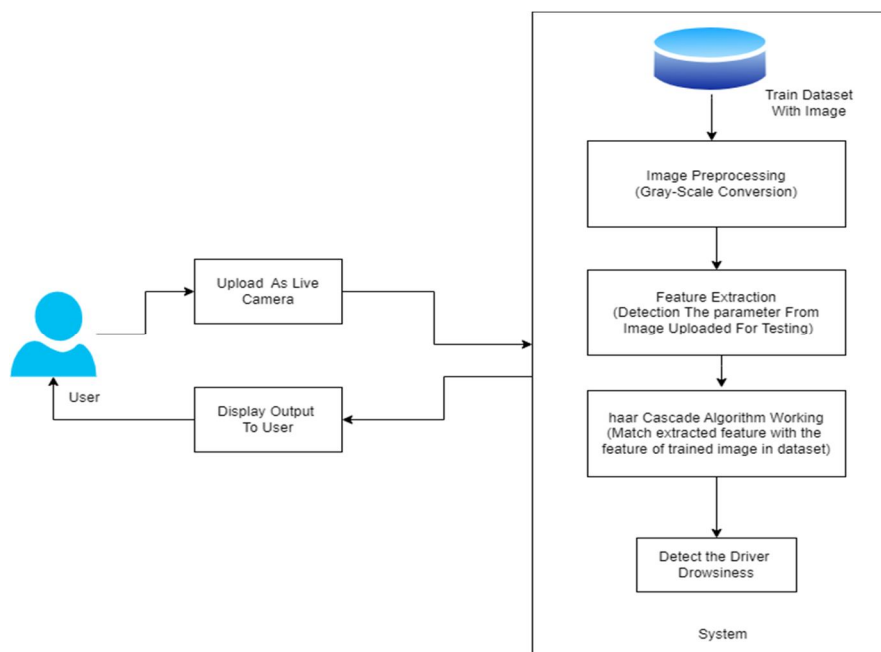 Train Dataset
With Image
Image Preprocessing
(Gray-Scale Conversion)
Feature Extraction
(Detection The parameter From
Image Uploaded For Testing)
haar Cascade Algorithm Working
(Match extracted feature with the
feature of trained image in dataset)
Detect the Driver
Drowsiness
System
Upload As Live
Camera
User
Display Output
To User